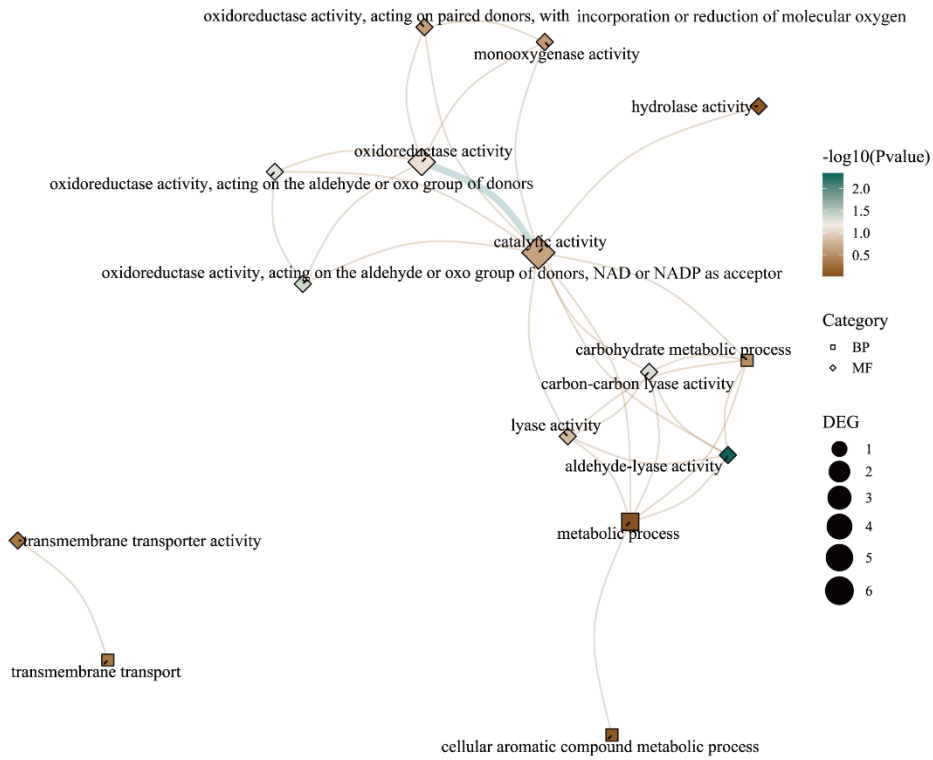 oxidoreductase activity, acting on paired donors, with incorporation or reduction of molecular oxygen
monooxygenase activity
hydrolase activity
oxidoreductase activity
oxidoreductase activity, acting on the aldehyde or oxo group of donors
catalytic activity
oxidoreductase activity, acting on the aldehyde or oxo group of donors, NAD or NADP as acceptor
carbohydrate metabolic process
carbon-carbon lyase activity
lyase activity
aldehyde-lyase activity
metabolic process
transmembrane transporter activity
transmembrane transport
cellular aromatic compound metabolic process
-log10(Pvalue)
2.0
1.5
1.0
0.5
Category
BP
MF
DEG
1
2
3
4
5
6